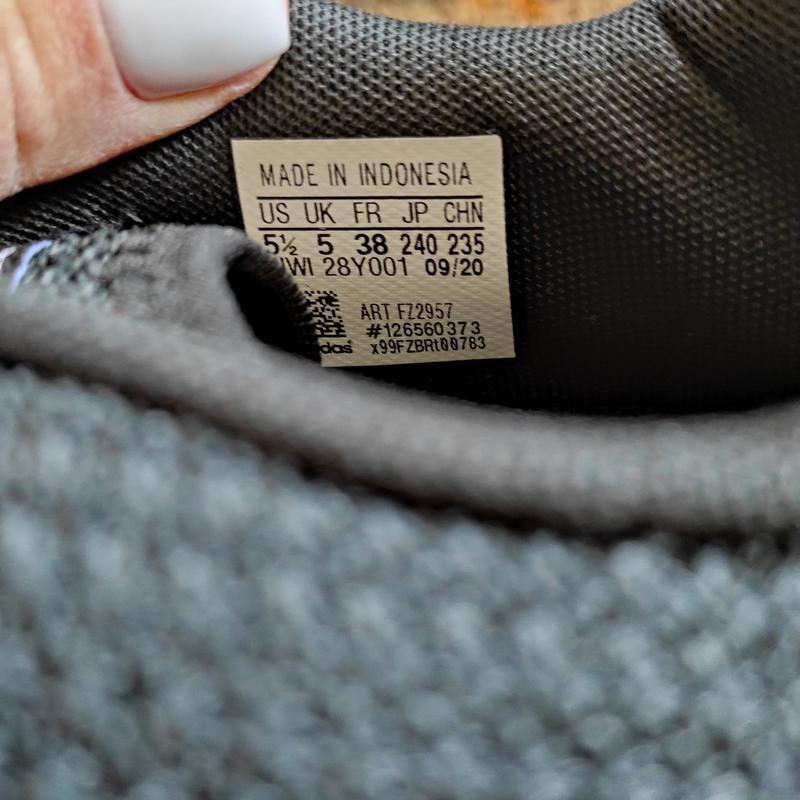 MADE IN INDONESIA
US UK FR JP CHN
5½ 5 38 240 235
28Y001 09/20
ART FZ2957
#126560373
x99FZBRt00783